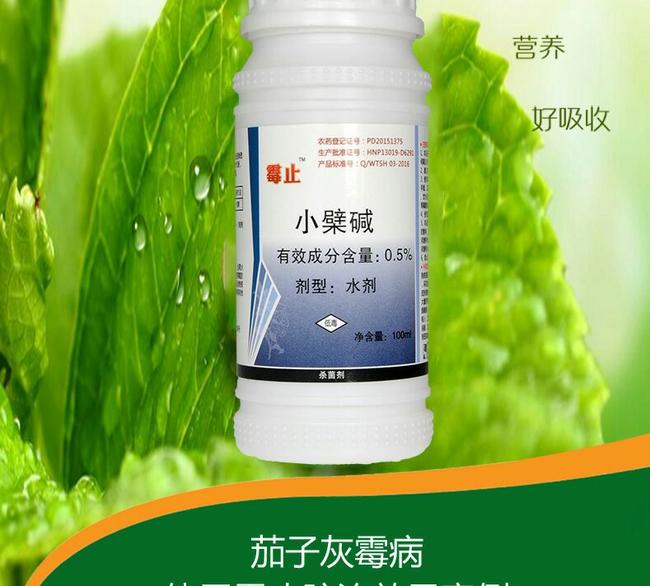 营养
好吸收
农药登记证号：PD20151375
生产批准证号：HNP13019-D6291
产品标准号：Q/WTSH 03-2016
霉止™
小檗碱
有效成分含量：0.5%
剂型：水剂
低毒
净含量：100ml
杀菌剂
茄子灰霉病